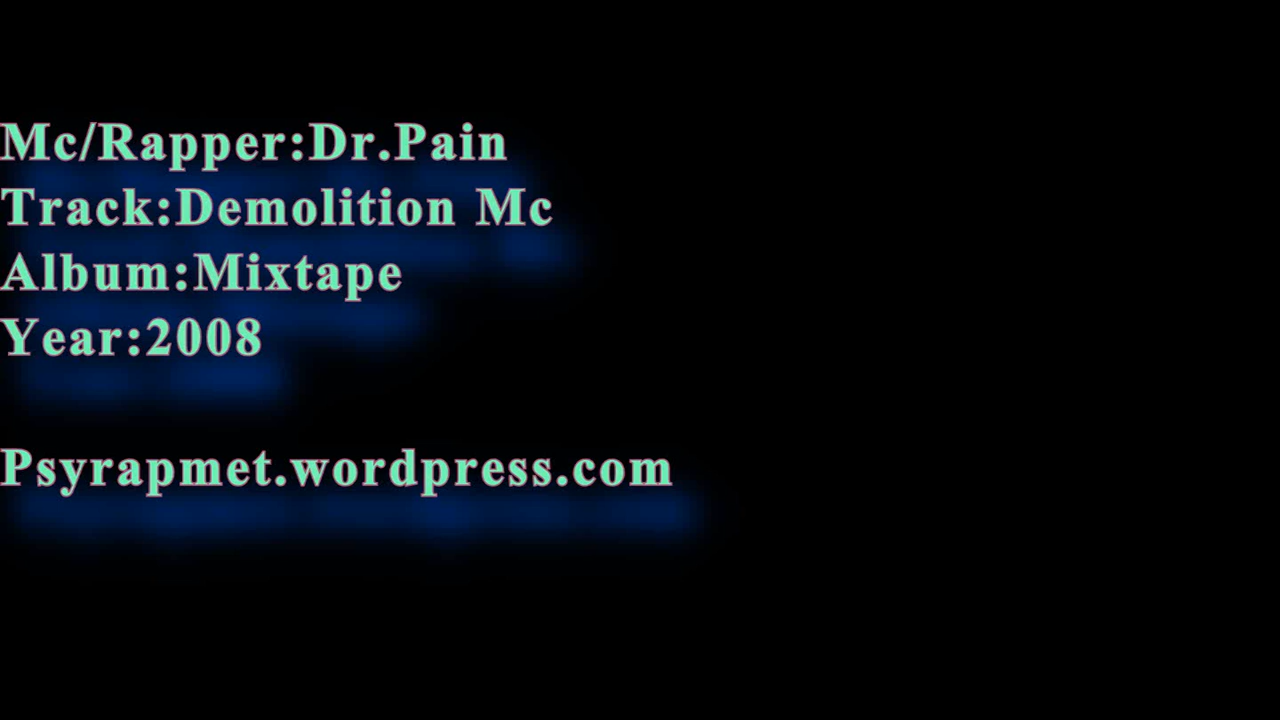 Mc/Rapper:Dr.Pain
Track:Demolition Mc
Album:Mixtape
Year:2008
Psyrapmet.wordpress.com